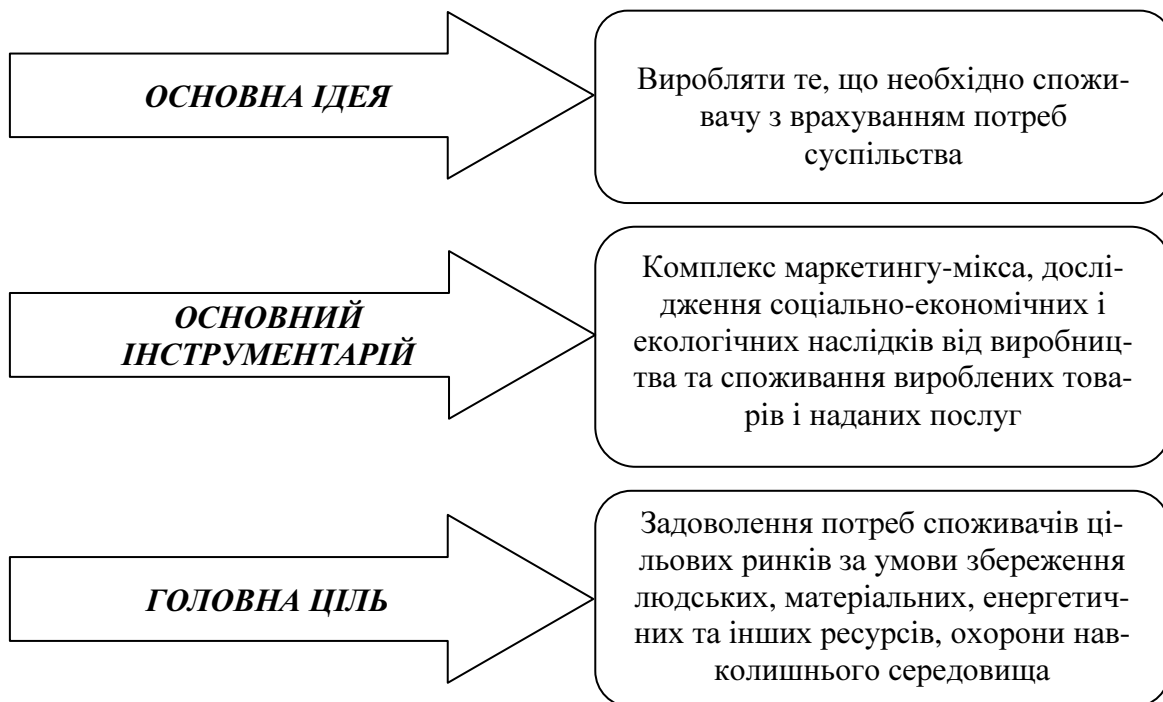 ОСНОВНА ІДЕЯ
Виробляти те, що необхідно спожи-
вачу з врахуванням потреб
суспільства
ОСНОВНИЙ
ІНСТРУМЕНТАРІЙ
Комплекс маркетингу-мікса, дослі-
дження соціально-економічних і
екологічних наслідків від виробниц-
тва та споживання вироблених това-
рів і наданих послуг
ГОЛОВНА ЦІЛЬ
Задоволення потреб споживачів ці-
льових ринків за умови збереження
людських, матеріальних, енергетич-
них та інших ресурсів, охорони нав-
колишнього середовища